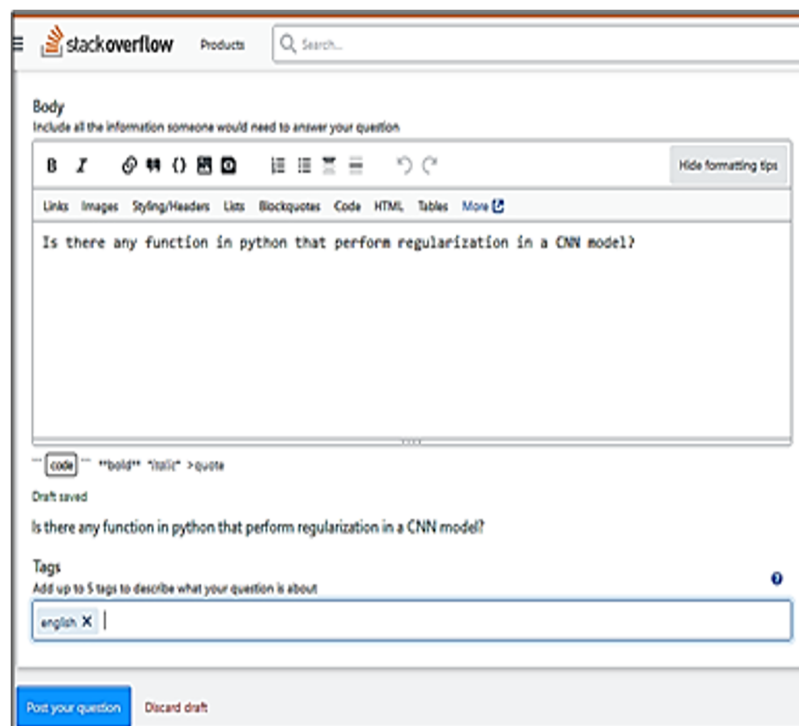 stackoverflow Products Search...
Body
Include all the information someone would need to answer your question
B I Hide formatting tips
Links Images Styling/Headers Lists Blockquotes Code HTML Tables More
Is there any function in python that perform regularization in a CNN model?
``` code ``` **bold** *italic* >quote
Draft saved
Is there any function in python that perform regularization in a CNN model?
Tags
Add up to 5 tags to describe what your question is about
english X
Post your question Discard draft